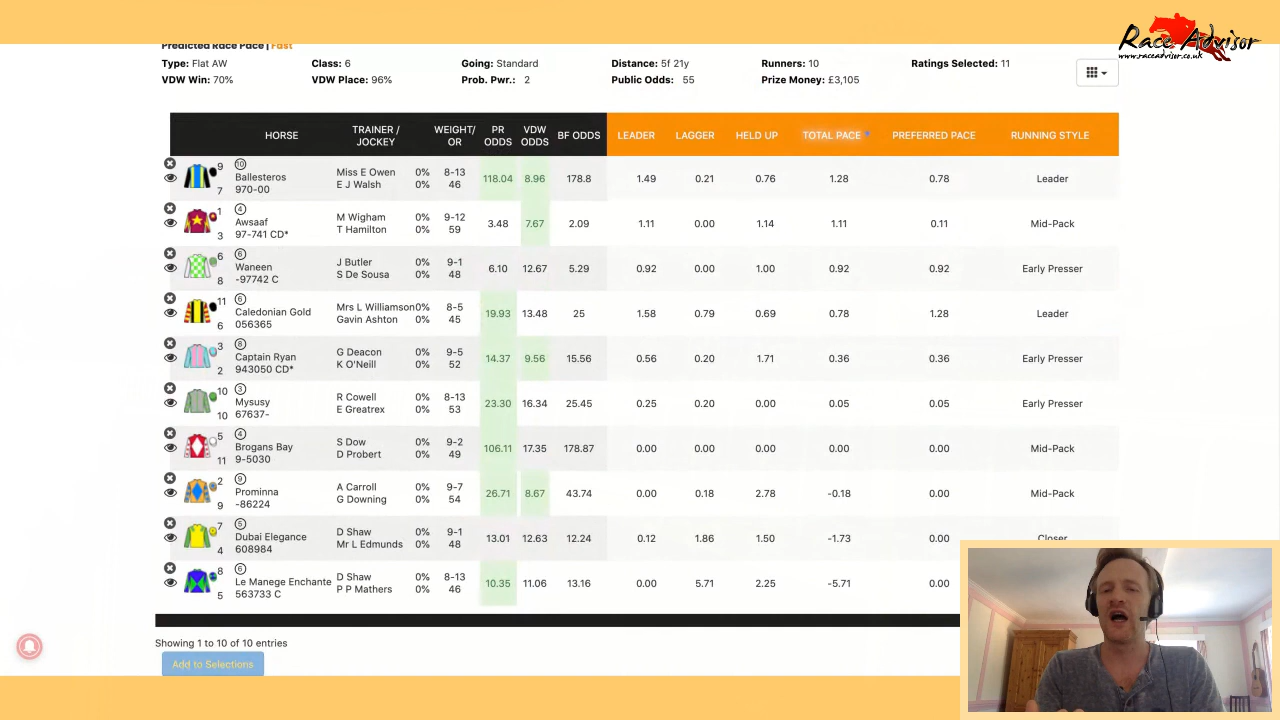 Race Advisor
www.raceadvisor.co.uk
Predicted Race Pace | Fast
Type: Flat AW Class: 6 Going: Standard Distance: 5f 21y Runners: 10 Ratings Selected: 11
VDW Win: 70% VDW Place: 96% Prob. Pwr.: 2 Public Odds: 55 Prize Money: £3,105
HORSE TRAINER / JOCKEY WEIGHT/ OR PR ODDS VDW ODDS BF ODDS LEADER LAGGER HELD UP TOTAL PACE PREFERRED PACE RUNNING STYLE
9 10 Miss E Owen 0% 8-13
Ballesteros 118.04 8.96 178.8 1.49 0.21 0.76 1.28 0.78 Leader
7 970-00 E J Walsh 0% 46
1 4 M Wigham 0% 9-12
Awsaaf 3.48 7.67 2.09 1.11 0.00 1.14 1.11 0.11 Mid-Pack
3 97-741 CD* T Hamilton 0% 59
6 6 J Butler 0% 9-1
Waneen 6.10 12.67 5.29 0.92 0.00 1.00 0.92 0.92 Early Presser
8 -97742 C S De Sousa 0% 48
11 6 Mrs L Williamson 0% 8-5
Caledonian Gold 19.93 13.48 25 1.58 0.79 0.69 0.78 1.28 Leader
6 056365 Gavin Ashton 0% 45
3 8 G Deacon 0% 9-5
Captain Ryan 14.37 9.56 15.56 0.56 0.20 1.71 0.36 0.36 Early Presser
2 943050 CD* K O'Neill 0% 52
10 3 R Cowell 0% 8-13
Mysusy 23.30 16.34 25.45 0.25 0.20 0.00 0.05 0.05 Early Presser
10 67637- E Greatrex 0% 53
5 4 S Dow 0% 9-2
Brogans Bay 106.11 17.35 178.87 0.00 0.00 0.00 0.00 0.00 Mid-Pack
11 9-5030 D Probert 0% 49
2 9 A Carroll 0% 9-7
Prominna 26.71 8.67 43.74 0.00 0.18 2.78 -0.18 0.00 Mid-Pack
9 -86224 G Downing 0% 54
7 5 D Shaw 0% 9-1
Dubai Elegance 13.01 12.63 12.24 0.12 1.86 1.50 -1.73 0.00 Closer
4 608984 Mr L Edmunds 0% 48
8 6 D Shaw 0% 8-13
Le Manege Enchante 10.35 11.06 13.16 0.00 5.71 2.25 -5.71 0.00
5 563733 C P P Mathers 0% 46
Showing 1 to 10 of 10 entries
Add to Selections